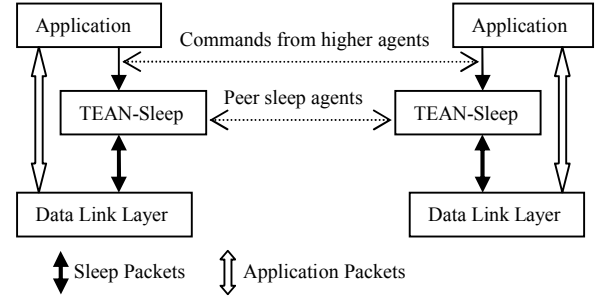 Application Application
Commands from higher agents
Peer sleep agents
TEAN-Sleep TEAN-Sleep
Data Link Layer Data Link Layer
Sleep Packets Application Packets